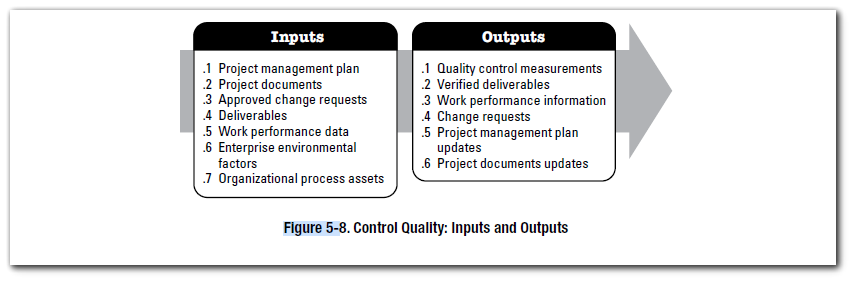 Inputs
.1 Project management plan
.2 Project documents
.3 Approved change requests
.4 Deliverables
.5 Work performance data
.6 Enterprise environmental
factors
.7 Organizational process assets
Outputs
.1 Quality control measurements
.2 Verified deliverables
.3 Work performance information
.4 Change requests
.5 Project management plan
updates
.6 Project documents updates
Figure 5-8. Control Quality: Inputs and Outputs